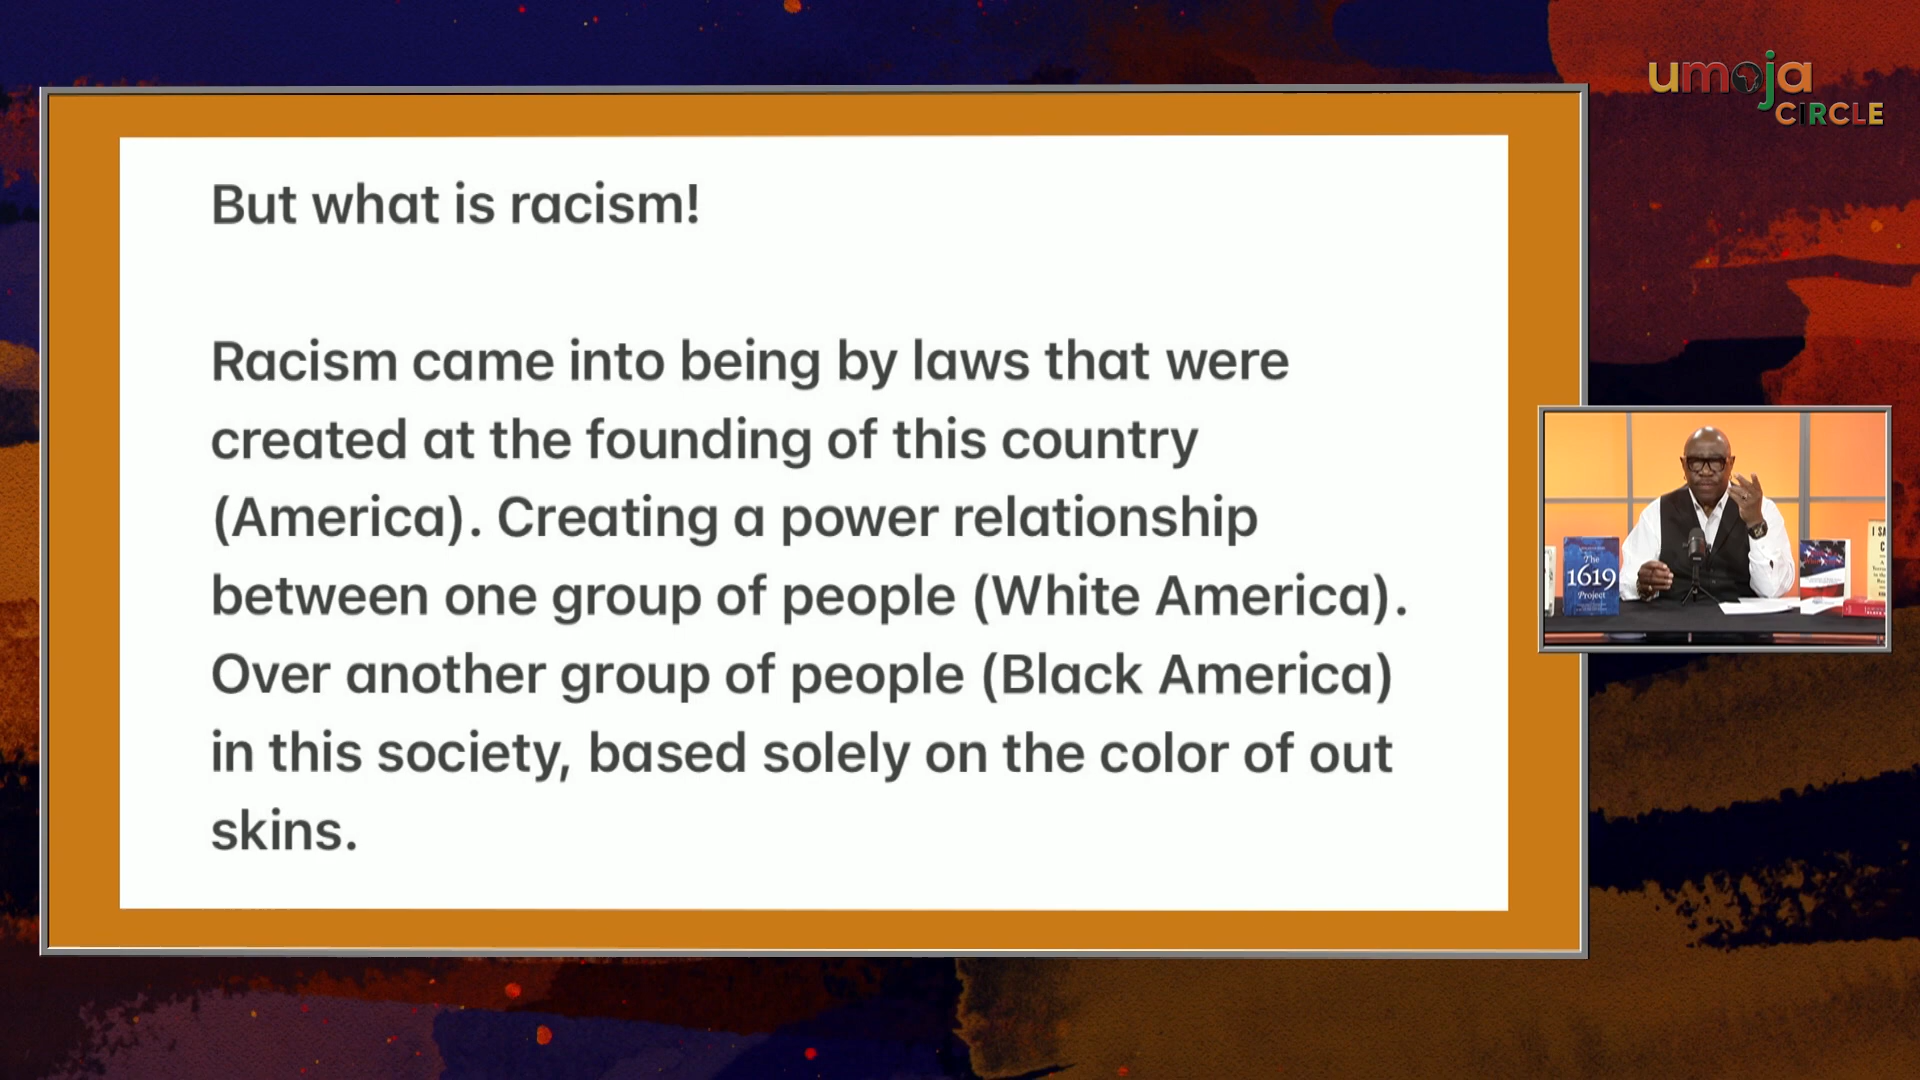 umoja
CIRCLE
But what is racism!
Racism came into being by laws that were
created at the founding of this country
(America). Creating a power relationship
between one group of people (White America).
Over another group of people (Black America)
in this society, based solely on the color of out
skins.
The
1619
Project
I SA
C